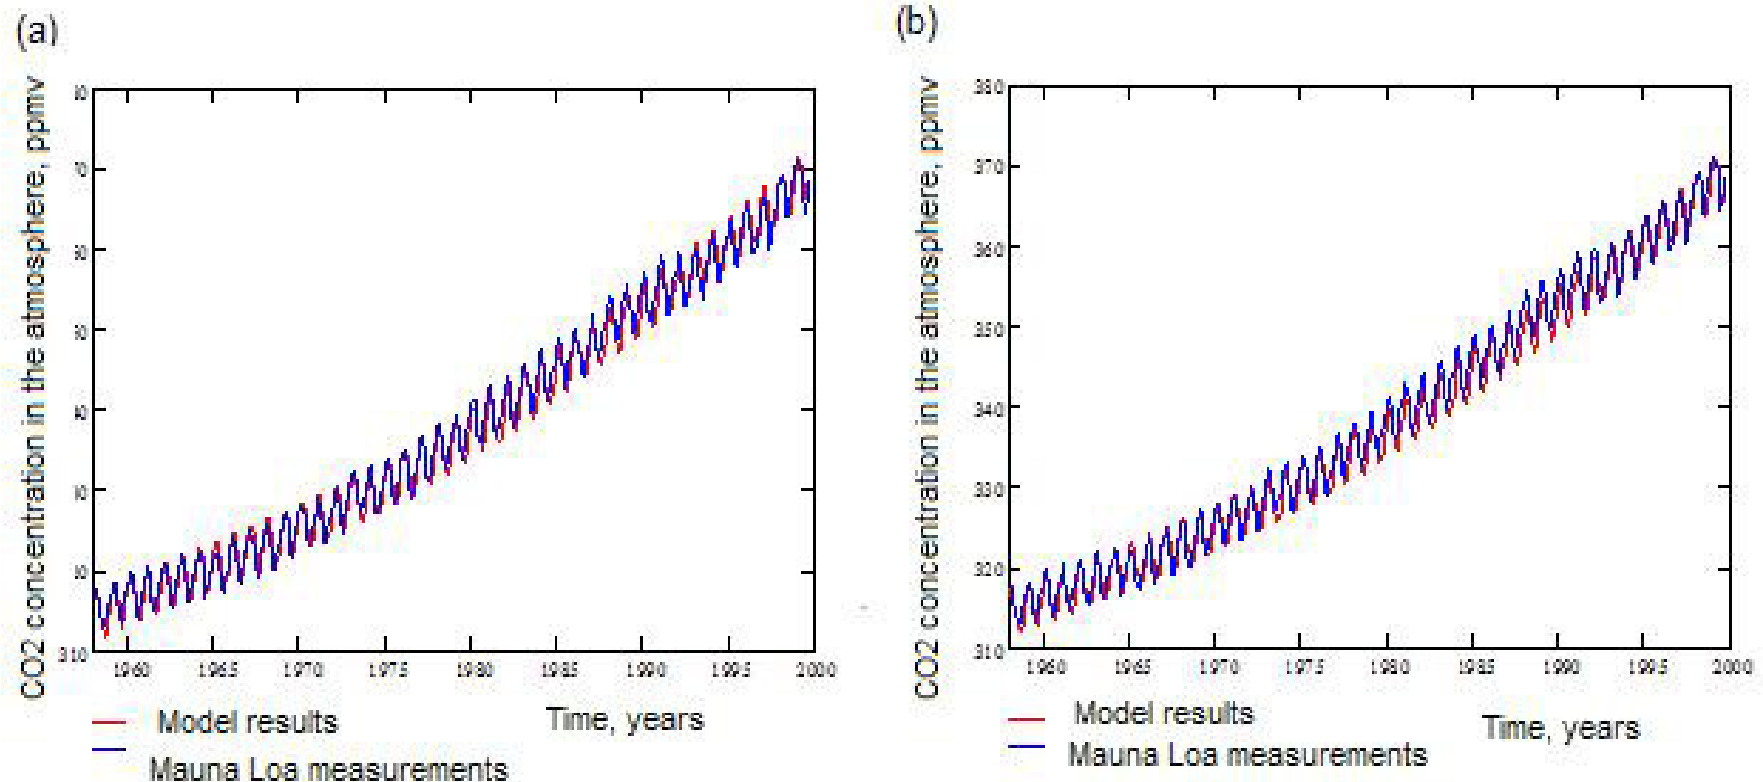 (a)
CO2 concentration in the atmosphere, ppmv
310
1960 1965 1970 1975 1980 1985 1990 1995 2000
Model results
Time, years
Mauna Loa measurements
(b)
CO2 concentration in the atmosphere, ppmv
380
370
360
350
340
330
320
310
1960 1965 1970 1975 1980 1985 1990 1995 2000
Model results
Time, years
Mauna Loa measurements